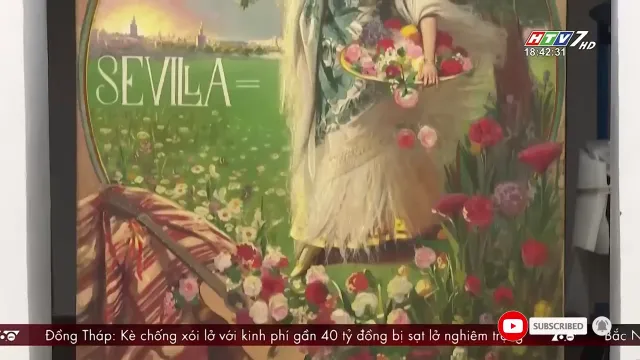 HTV7 HD
18:42:31
SEVILLA=
Đồng Tháp: Kè chống xói lở với kinh phí gần 40 tỷ đồng bị sạt lở nghiêm trọng
SUBSCRIBED
Bắc N